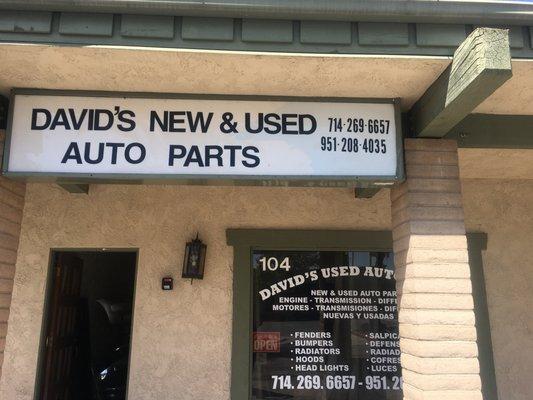 DAVID'S NEW & USED
AUTO PARTS
714·269·6657
951·208·4035
104
DAVID'S USED AUTO
NEW & USED AUTO PAR
ENGINE - TRANSMISSION - DIFF
MOTORES - TRANSMISIONES - DIF
NUEVAS Y USADAS
OPEN
• FENDERS
• BUMPERS
• RADIATORS
• HOODS
• HEAD LIGHTS
• SALPICA
• DEFENS
• RADIAD
• COFRES
• LUCES
714. 269. 6657 - 951. 2